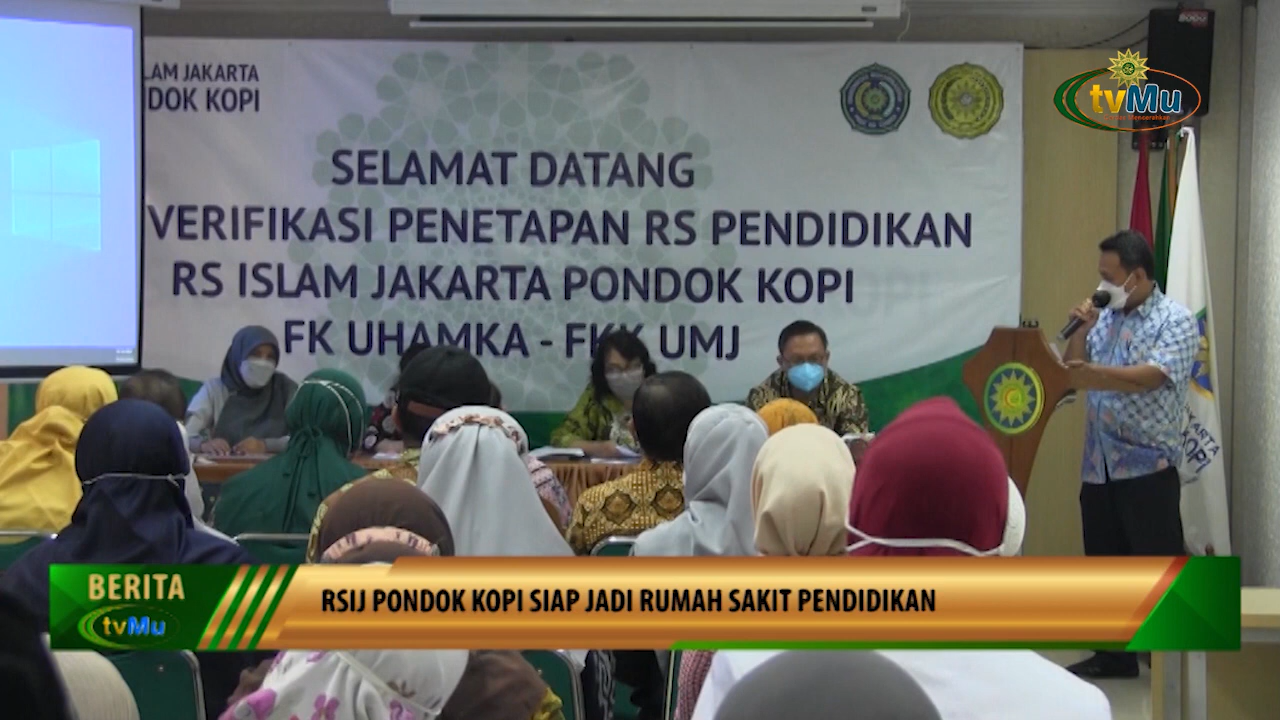 LAM JAKARTA
DOK KOPI
tvMu
SELAMAT DATANG
VERIFIKASI PENETAPAN RS PENDIDIKAN
RS ISLAM JAKARTA PONDOK KOPI
FK UHAMKA - FKK UMJ
BERITA
tvMu
RSIJ PONDOK KOPI SIAP JADI RUMAH SAKIT PENDIDIKAN
KOPI